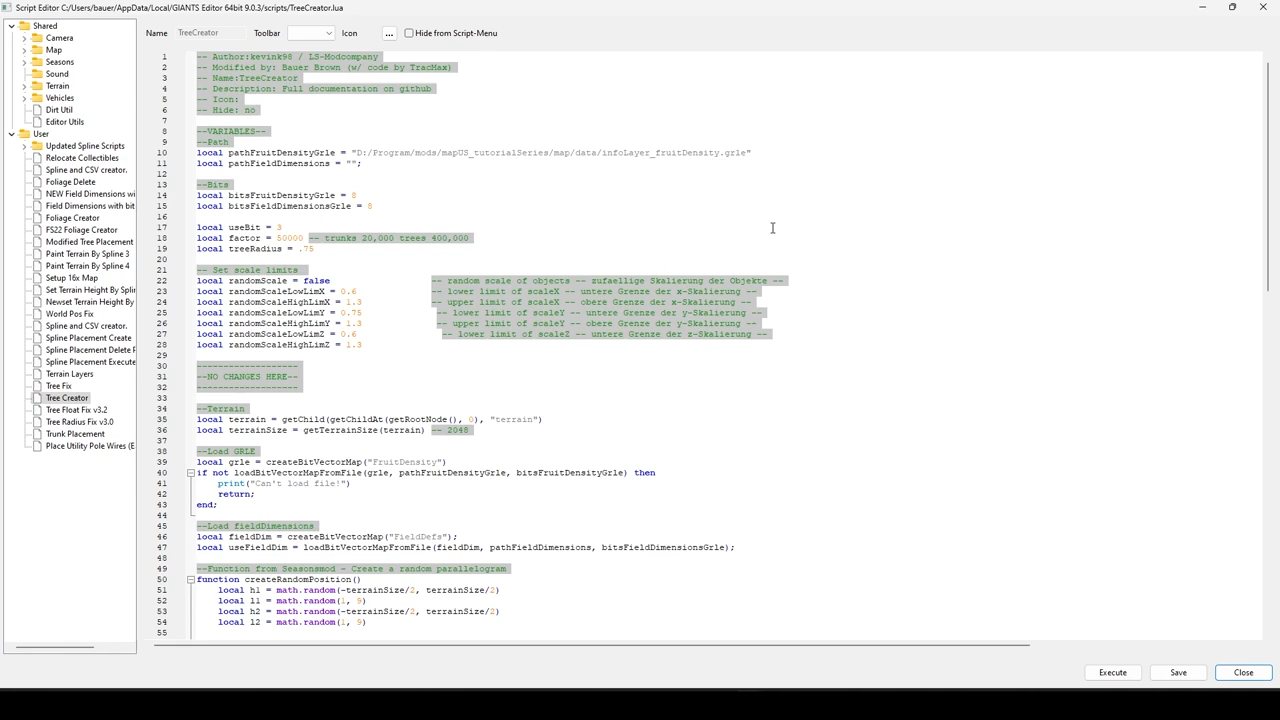 Script Editor C:/Users/bauer/AppData/Local/GIANTS Editor 64bit 9.0.3/scripts/TreeCreator.lua
Name TreeCreator Toolbar Icon ... Hide from Script-Menu
Shared
Camera
Map
Seasons
Sound
Terrain
Vehicles
Dirt Util
Editor Utils
User
Updated Spline Scripts
Relocate Collectibles
Spline and CSV creator.
Foliage Delete
NEW Field Dimensions wi
Field Dimensions with bit
Foliage Creator
FS22 Foliage Creator
Modified Tree Placement
Paint Terrain By Spline 3
Paint Terrain By Spline 4
Setup 16x Map
Set Terrain Height By Splin
Newset Terrain Height By
World Pos Fix
Spline and CSV creator.
Spline Placement Create
Spline Placement Delete F
Spline Placement Execute
Terrain Layers
Tree Fix
Tree Creator
Tree Float Fix v3.2
Tree Radius Fix v3.0
Trunk Placement
Place Utility Pole Wires (E
1 -- Author:kevink98 / LS-Modcompany
2 -- Modified by: Bauer Brown (w/ code by TracMax)
3 -- Name:TreeCreator
4 -- Description: Full documentation on github
5 -- Icon:
6 -- Hide: no
7
8 --VARIABLES--
9 --Path
10 local pathFruitDensityGrle = "D:/Program/mods/mapUS_tutorialSeries/map/data/infoLayer_fruitDensity.grle"
11 local pathFieldDimensions = "";
12
13 --Bits
14 local bitsFruitDensityGrle = 8
15 local bitsFieldDimensionsGrle = 8
16
17 local useBit = 3
18 local factor = 50000 -- trunks 20,000 trees 400,000
19 local treeRadius = .75
20
21 -- Set scale limits
22 local randomScale = false -- random scale of objects -- zufaellige Skalierung der Objekte --
23 local randomScaleLowLimX = 0.6 -- lower limit of scaleX -- untere Grenze der x-Skalierung --
24 local randomScaleHighLimX = 1.3 -- upper limit of scaleX -- obere Grenze der x-Skalierung --
25 local randomScaleLowLimY = 0.75 -- lower limit of scaleY -- untere Grenze der y-Skalierung --
26 local randomScaleHighLimY = 1.3 -- upper limit of scaleY -- obere Grenze der y-Skalierung --
27 local randomScaleLowLimZ = 0.6 -- lower limit of scaleZ -- untere Grenze der z-Skalierung --
28 local randomScaleHighLimZ = 1.3
29
30 -------------------
31 --NO CHANGES HERE--
32 -------------------
33
34 --Terrain
35 local terrain = getChild(getChildAt(getRootNode(), 0), "terrain")
36 local terrainSize = getTerrainSize(terrain) -- 2048
37
38 --Load GRLE
39 local grle = createBitVectorMap("FruitDensity")
40 if not loadBitVectorMapFromFile(grle, pathFruitDensityGrle, bitsFruitDensityGrle) then
41 print("Can't load file!")
42 return;
43 end;
44
45 --Load fieldDimensions
46 local fieldDim = createBitVectorMap("FieldDefs");
47 local useFieldDim = loadBitVectorMapFromFile(fieldDim, pathFieldDimensions, bitsFieldDimensionsGrle);
48
49 --Function from Seasonsmod - Create a random parallelogram
50 function createRandomPosition()
51 local h1 = math.random(-terrainSize/2, terrainSize/2)
52 local l1 = math.random(1, 9)
53 local h2 = math.random(-terrainSize/2, terrainSize/2)
54 local l2 = math.random(1, 9)
55
Execute Save Close